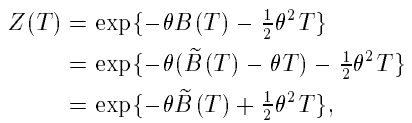 Z(T) = exp{−θB(T) − ½θ²T}
= exp{−θ(B̃(T) − θT) − ½θ²T}
= exp{−θB̃(T) + ½θ²T},